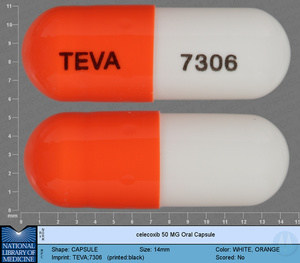 11
10
9
8
7
6
5
4
3
2
1
0
mm
TEVA 7306
0 1 2 3 4 5 6 7 8 9 10 11 12 13 14 15
NATIONAL
LIBRARY OF
MEDICINE
celecoxib 50 MG Oral Capsule
Shape: CAPSULE Size: 14mm Color: WHITE, ORANGE
Imprint: TEVA;7306 (printed:black) Scored: No